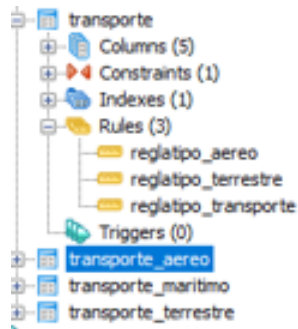 transporte
Columns (5)
Constraints (1)
Indexes (1)
Rules (3)
reglatipo_aereo
reglatipo_terrestre
reglatipo_transporte
Triggers (0)
transporte_aereo
transporte_maritimo
transporte_terrestre